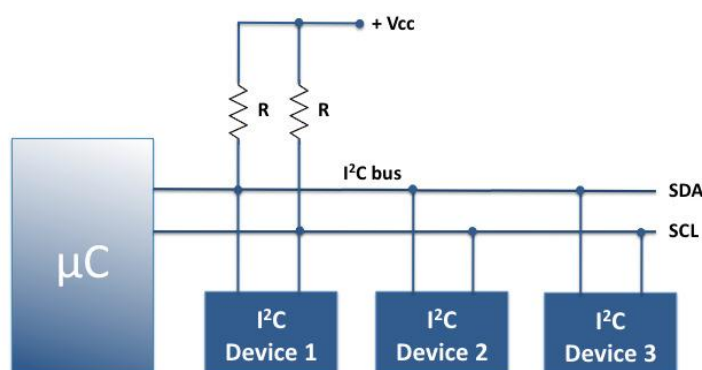 + Vcc
R
R
I²C bus
SDA
SCL
µC
I²C
Device 1
I²C
Device 2
I²C
Device 3